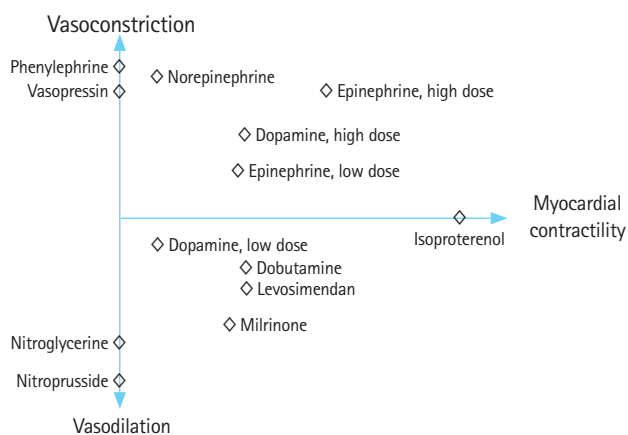 Vasoconstriction
Phenylephrine
Norepinephrine
Vasopressin
Epinephrine, high dose
Dopamine, high dose
Epinephrine, low dose
Myocardial
contractility
Isoproterenol
Dopamine, low dose
Dobutamine
Levosimendan
Milrinone
Nitroglycerine
Nitroprusside
Vasodilation